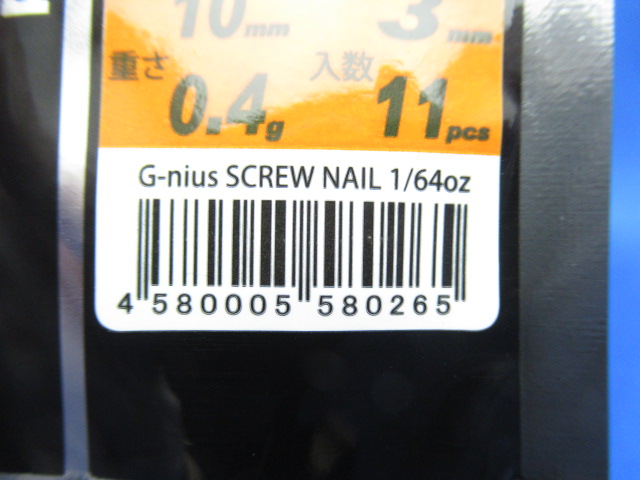 10mm 3mm
重さ 入数
0.4g 11pcs
G-nius SCREW NAIL 1/64oz
4 580005 580265